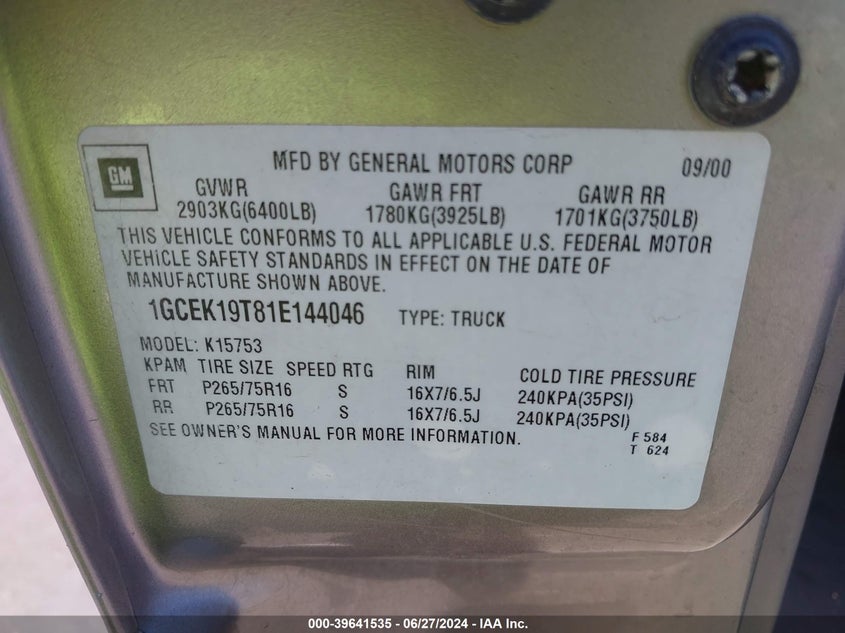 GM
MFD BY GENERAL MOTORS CORP 09/00
GVWR GAWR FRT GAWR RR
2903KG(6400LB) 1780KG(3925LB) 1701KG(3750LB)
THIS VEHICLE CONFORMS TO ALL APPLICABLE U.S. FEDERAL MOTOR
VEHICLE SAFETY STANDARDS IN EFFECT ON THE DATE OF
MANUFACTURE SHOWN ABOVE.
1GCEK19T81E144046 TYPE: TRUCK
MODEL: K15753
KPAM TIRE SIZE SPEED RTG RIM COLD TIRE PRESSURE
FRT P265/75R16 S 16X7/6.5J 240KPA(35PSI)
RR P265/75R16 S 16X7/6.5J 240KPA(35PSI)
SEE OWNER'S MANUAL FOR MORE INFORMATION.
F 584
T 624
000-39641535 - 06/27/2024 - IAA Inc.